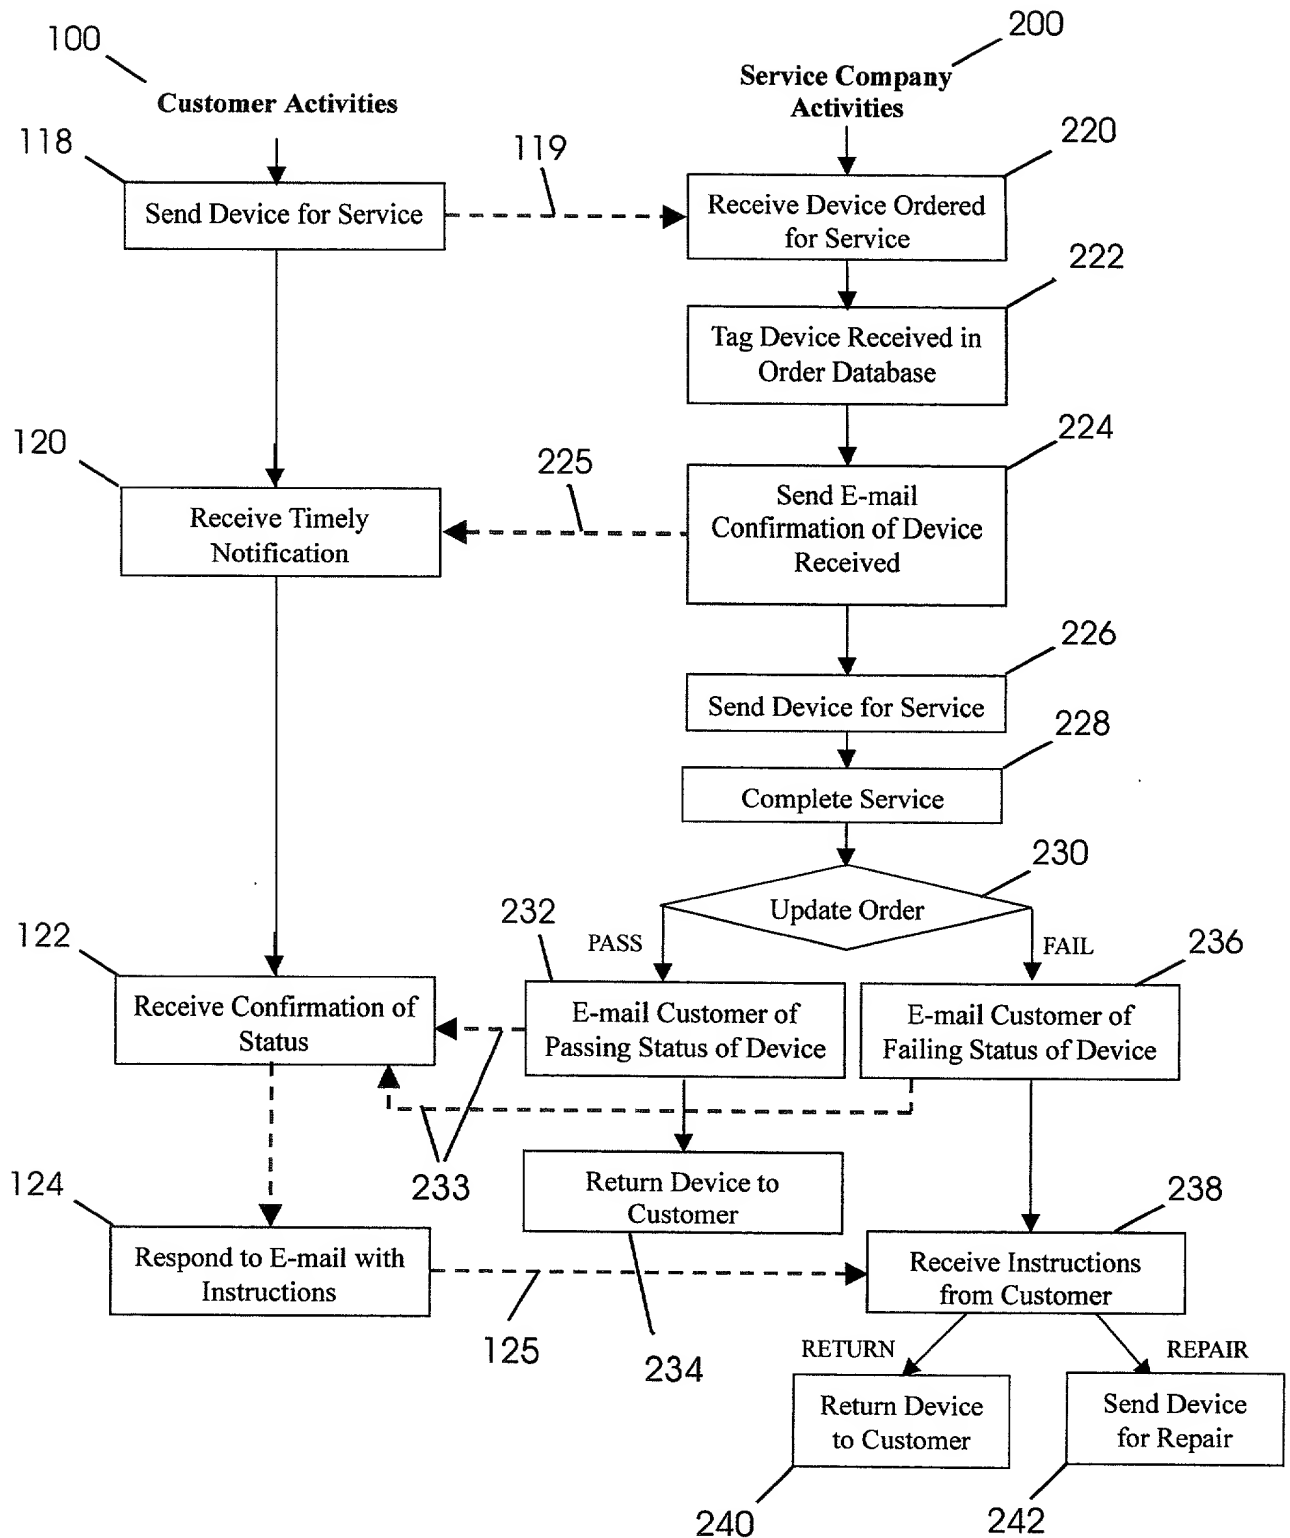 100
200
Customer Activities
Service Company
Activities
118
119
220
Send Device for Service
Receive Device Ordered
for Service
222
Tag Device Received in
Order Database
120
225
224
Receive Timely
Notification
Send E-mail
Confirmation of Device
Received
226
Send Device for Service
228
Complete Service
230
Update Order
122
232
PASS
FAIL
236
Receive Confirmation of
Status
E-mail Customer of
Passing Status of Device
E-mail Customer of
Failing Status of Device
124
233
Return Device to
Customer
238
Respond to E-mail with
Instructions
Receive Instructions
from Customer
125
234
RETURN
REPAIR
Return Device
to Customer
Send Device
for Repair
240
242